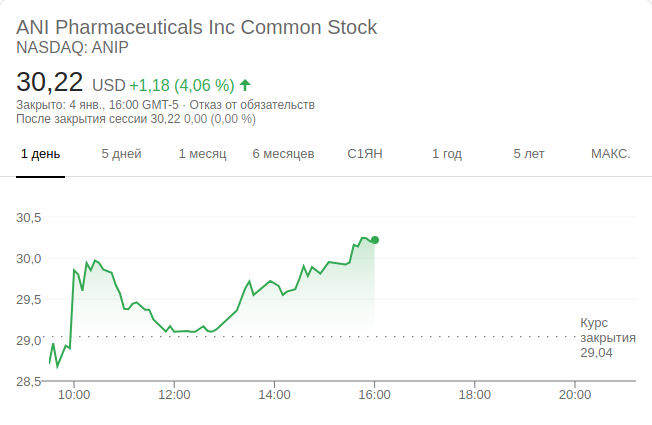 ANI Pharmaceuticals Inc Common Stock
NASDAQ: ANIP
30,22 USD +1,18 (4,06 %)
Закрыто: 4 янв., 16:00 GMT-5 · Отказ от обязательств
После закрытия сессии 30,22 0,00 (0,00 %)
1 день 5 дней 1 месяц 6 месяцев С1ЯН 1 год 5 лет МАКС.
30,5
30,0
29,5
29,0
28,5
Курс
закрытия
29,04
10:00 12:00 14:00 16:00 18:00 20:00